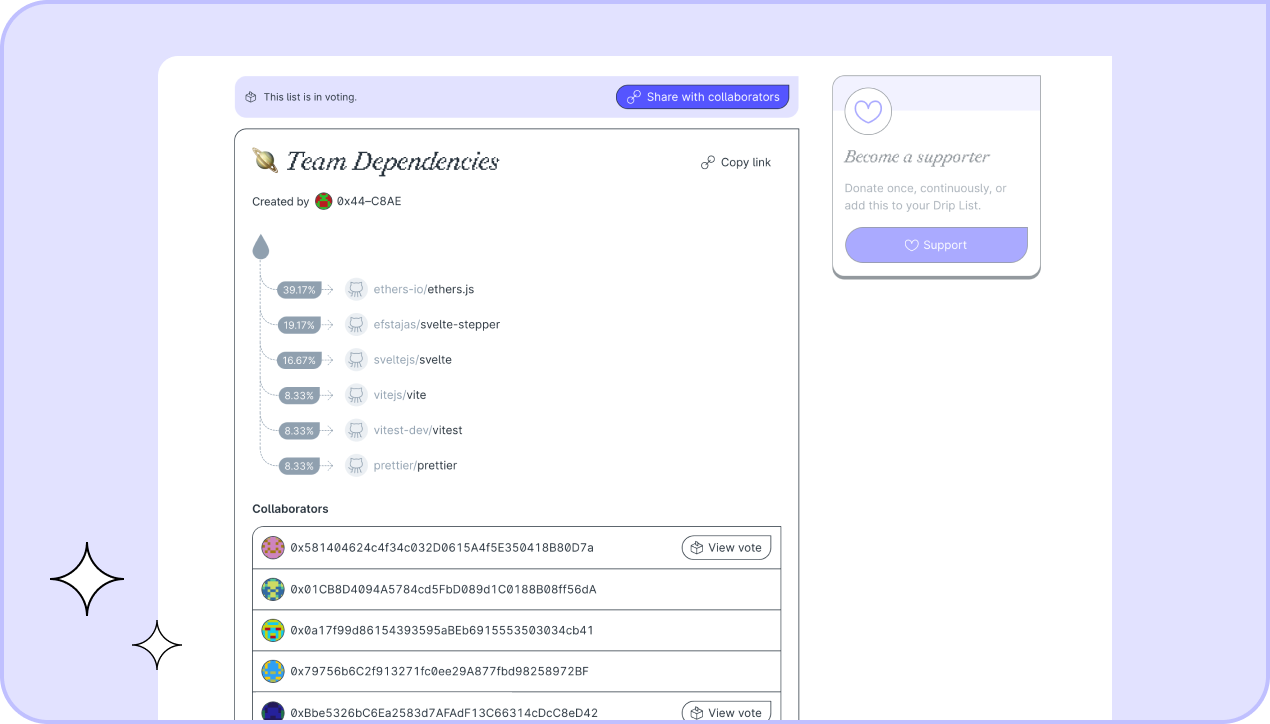 This list is in voting.
Share with collaborators
Team Dependencies
Copy link
Created by 0x44–C8AE
39.17% ethers-io/ethers.js
19.17% efstajas/svelte-stepper
16.67% sveltejs/svelte
8.33% vitejs/vite
8.33% vitest-dev/vitest
8.33% prettier/prettier
Collaborators
0x581404624c4f34c032D0615A4f5E350418B80D7a
View vote
0x01CB8D4094A5784cd5FbD089d1C0188B08ff56dA
0x0a17f99d86154393595aBEb6915553503034cb41
0x79756b6C2f913271fc0ee29A877fbd98258972BF
0xBbe5326bC6Ea2583d7AFAdF13C66314cDcC8eD42
View vote
Become a supporter
Donate once, continuously, or
add this to your Drip List.
Support